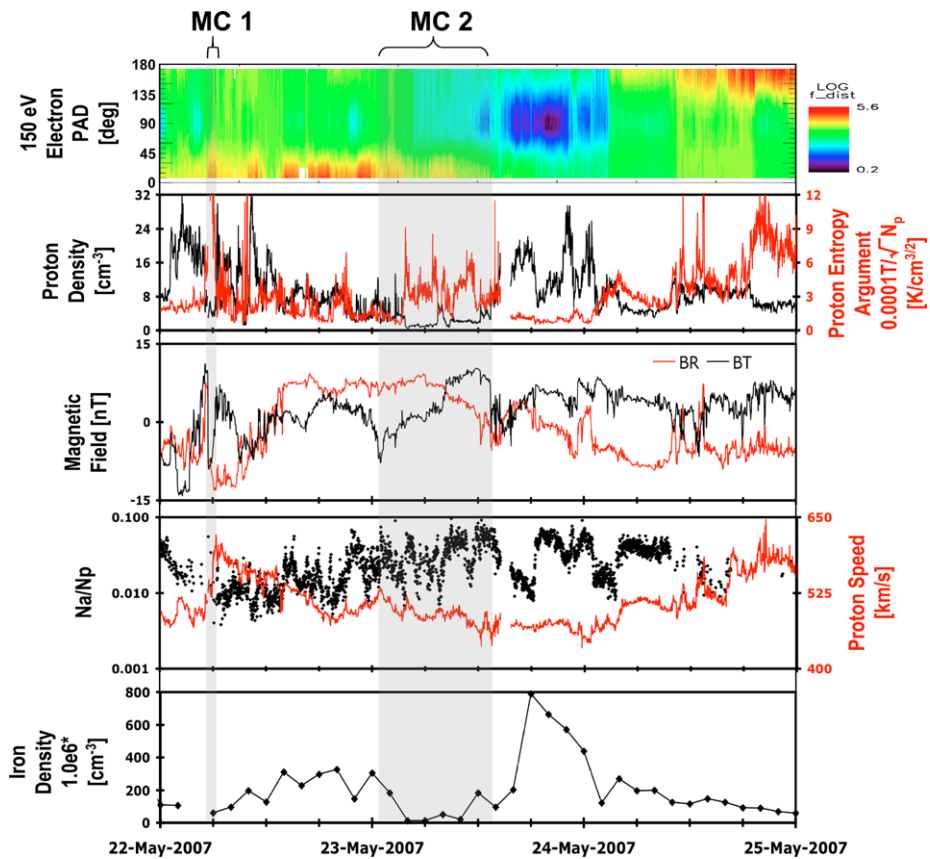 MC 1 MC 2
180
135
90
45
0
150 eV
Electron
PAD
[deg]
LOG
f_dist
5.6
0.2
32
24
16
8
0
Proton
Density
[cm-3]
12
9
6
3
0
Proton Entropy
Argument
0.0001T/√Np
[K/cm3/2]
15
0
-15
Magnetic
Field [nT]
BR BT
0.100
0.010
0.001
Na/Np
650
525
400
Proton Speed
[km/s]
800
600
400
200
0
Iron
Density
1.0e6*
[cm-3]
22-May-2007 23-May-2007 24-May-2007 25-May-2007